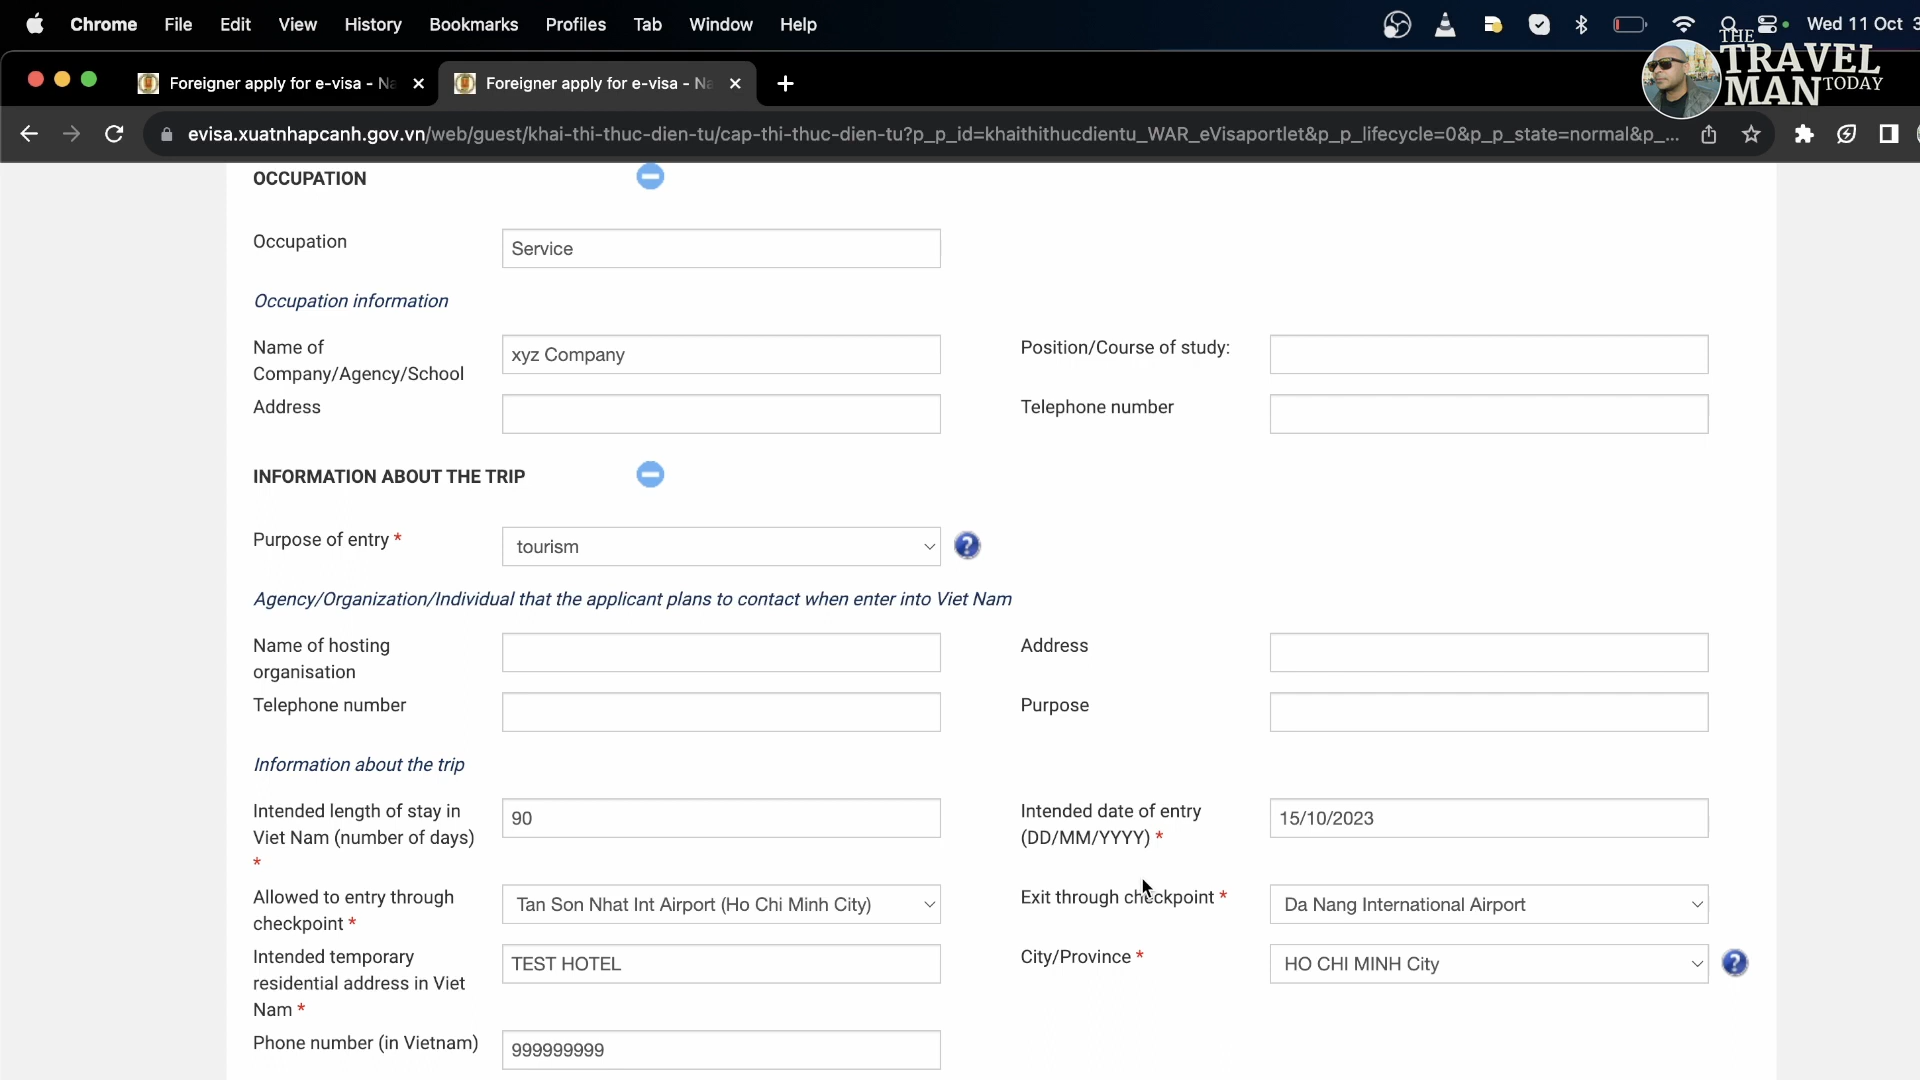 Chrome File Edit View History Bookmarks Profiles Tab Window Help Wed 11 Oct 3
THE
TRAVEL
MAN TODAY
Foreigner apply for e-visa - Na Foreigner apply for e-visa - Na
evisa.xuatnhapcanh.gov.vn/web/guest/khai-thi-thuc-dien-tu/cap-thi-thuc-dien-tu?p_p_id=khaithithucdientu_WAR_eVisaportlet&p_p_lifecycle=0&p_p_state=normal&p_...
OCCUPATION
Occupation Service
Occupation information
Name of
Company/Agency/School xyz Company Position/Course of study:
Address Telephone number
INFORMATION ABOUT THE TRIP
Purpose of entry * tourism ?
Agency/Organization/Individual that the applicant plans to contact when enter into Viet Nam
Name of hosting
organisation Address
Telephone number Purpose
Information about the trip
Intended length of stay in
Viet Nam (number of days)
* 90 Intended date of entry
(DD/MM/YYYY) * 15/10/2023
Allowed to entry through
checkpoint * Tan Son Nhat Int Airport (Ho Chi Minh City) Exit through checkpoint * Da Nang International Airport
Intended temporary
residential address in Viet
Nam * TEST HOTEL City/Province * HO CHI MINH City ?
Phone number (in Vietnam) 999999999